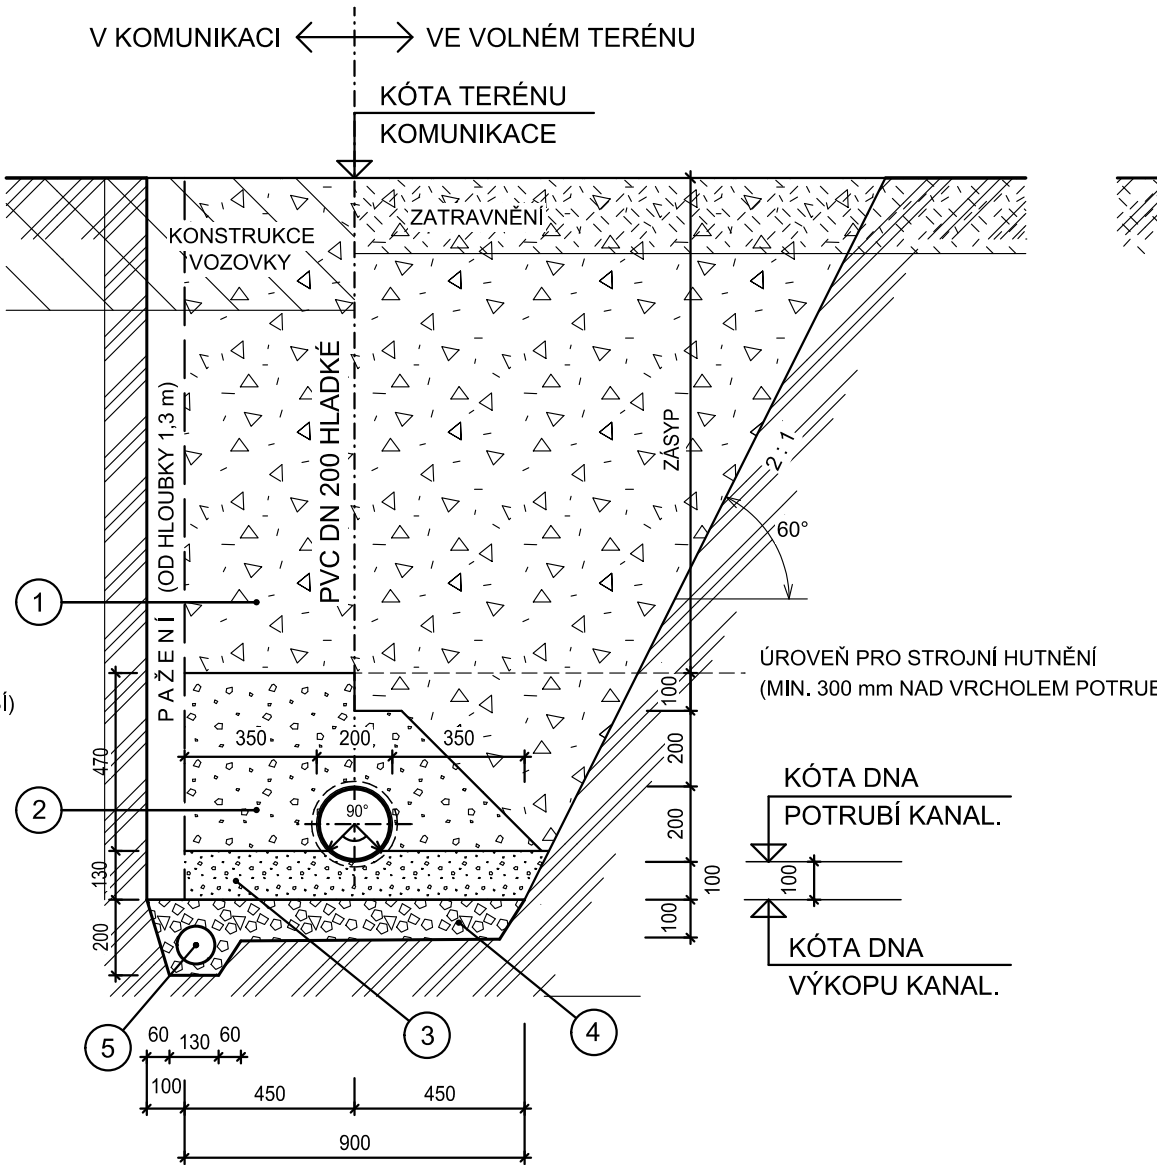 V KOMUNIKACI
VE VOLNÉM TERÉNU
KÓTA TERÉNU
KOMUNIKACE
ZATRAVNĚNÍ
KONSTRUKCE
VOZOVKY
PVC DN 200 HLADKÉ
PAŽENÍ (OD HLOUBKY 1,3 m)
ZÁSYP
2 : 1
60°
1
ÚROVEŇ PRO STROJNÍ HUTNĚNÍ
(MIN. 300 mm NAD VRCHOLEM POTRUB
Í)
100
350
200
350
200
470
2
90°
200
KÓTA DNA
POTRUBÍ KANAL.
130
100
100
200
100
5
KÓTA DNA
VÝKOPU KANAL.
3
4
60
130
60
100
450
450
900